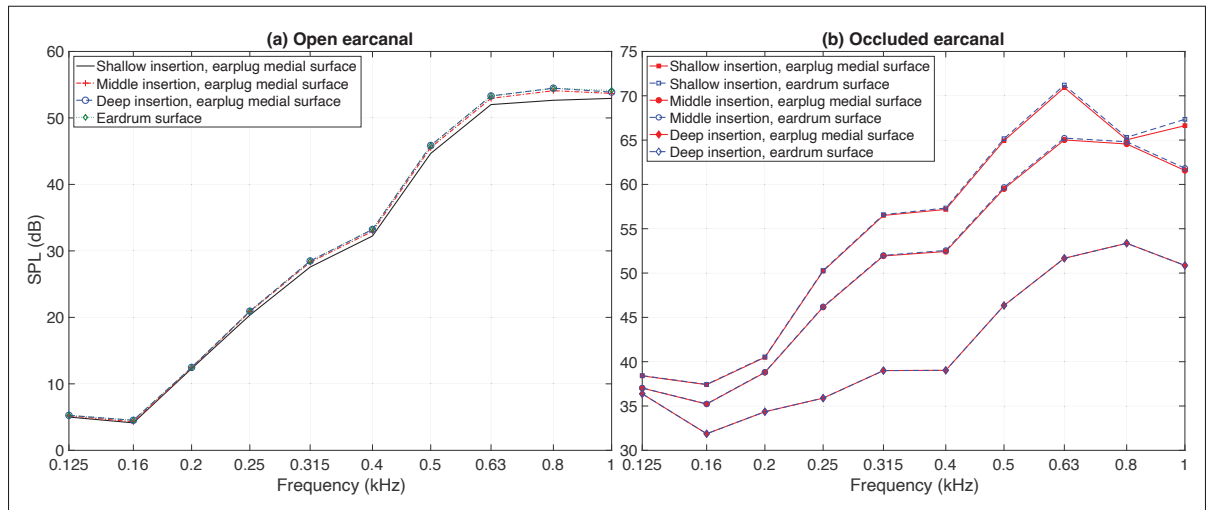 (a) Open earcanal
60
50
40
30
20
10
0
SPL (dB)
Shallow insertion, earplug medial surface
Middle insertion, earplug medial surface
Deep insertion, earplug medial surface
Eardrum surface
0.125 0.16 0.2 0.25 0.315 0.4 0.5 0.63 0.8 1
Frequency (kHz)
(b) Occluded earcanal
75
70
65
60
55
50
45
40
35
30
Shallow insertion, earplug medial surface
Shallow insertion, eardrum surface
Middle insertion, earplug medial surface
Middle insertion, eardrum surface
Deep insertion, earplug medial surface
Deep insertion, eardrum surface
0.125 0.16 0.2 0.25 0.315 0.4 0.5 0.63 0.8 1
Frequency (kHz)